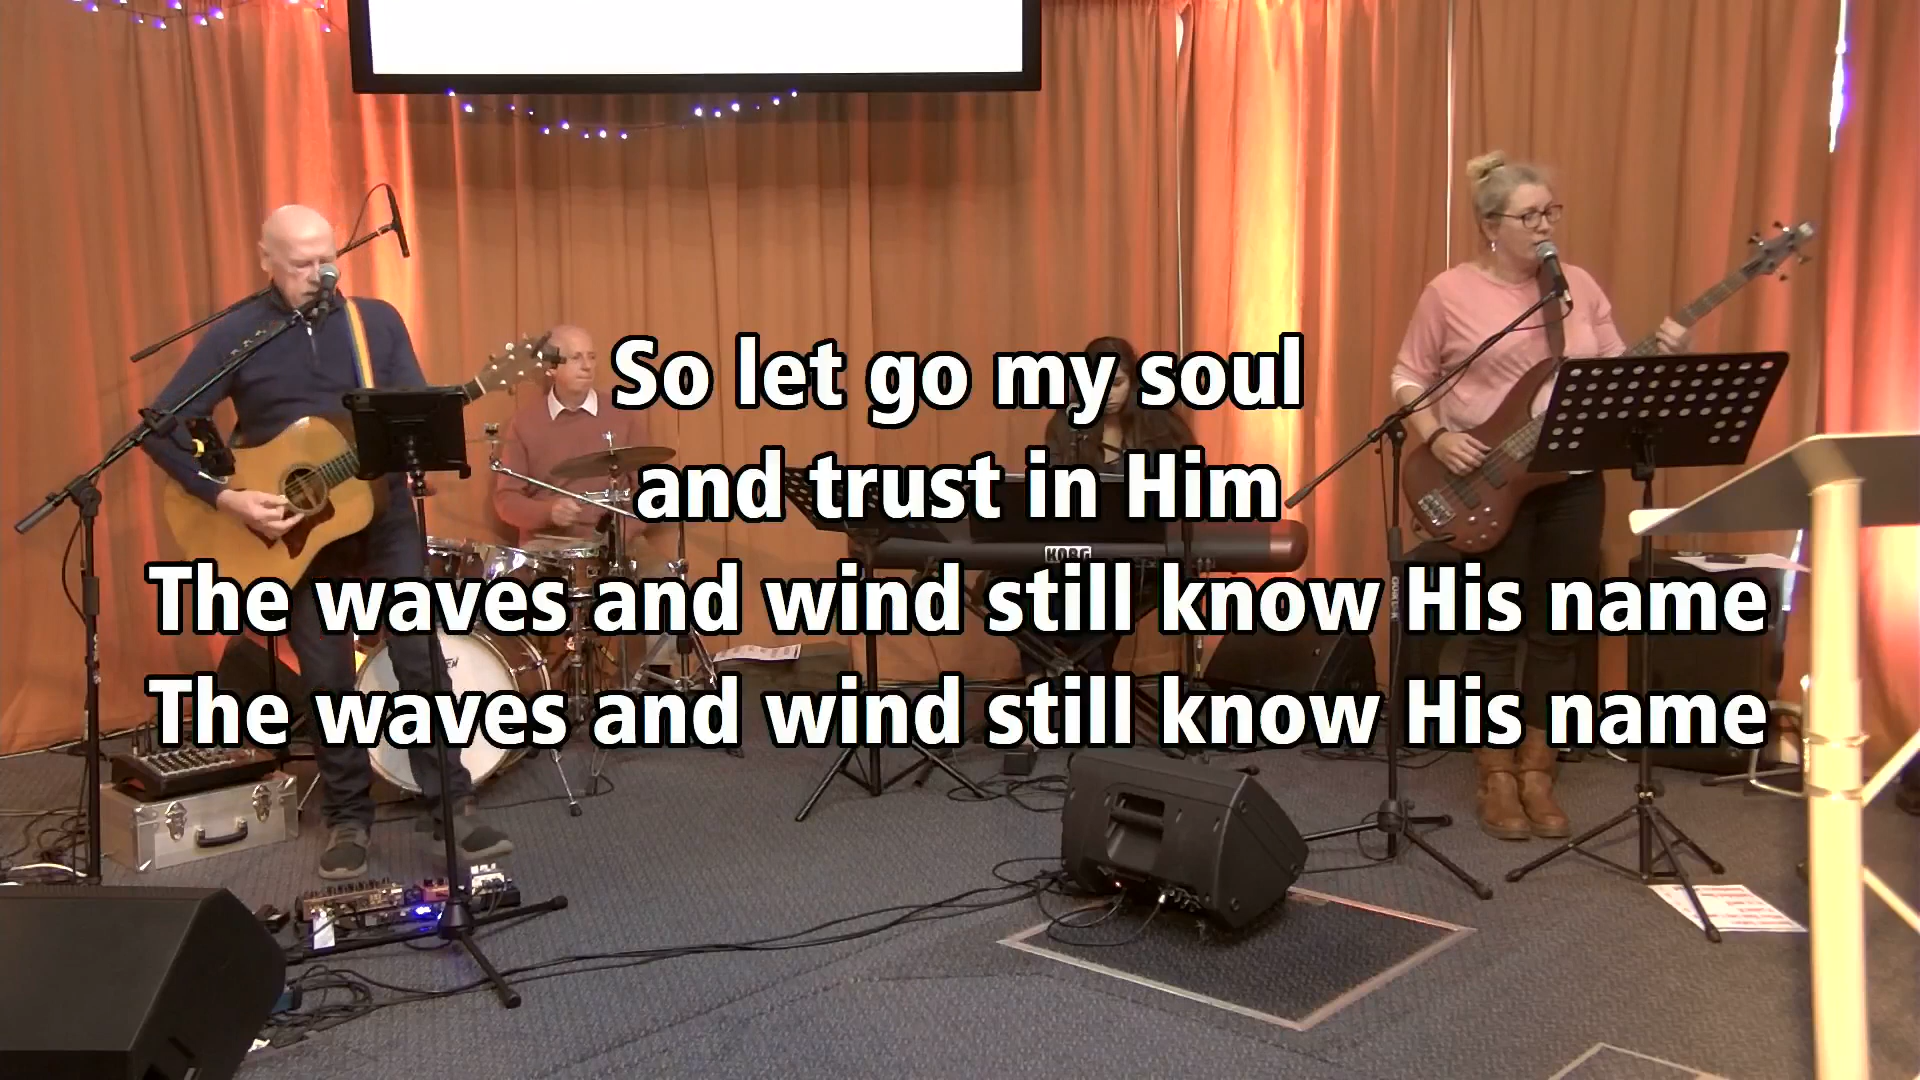 So let go my soul
and trust in Him
KORG
The waves and wind still know His name
The waves and wind still know His name